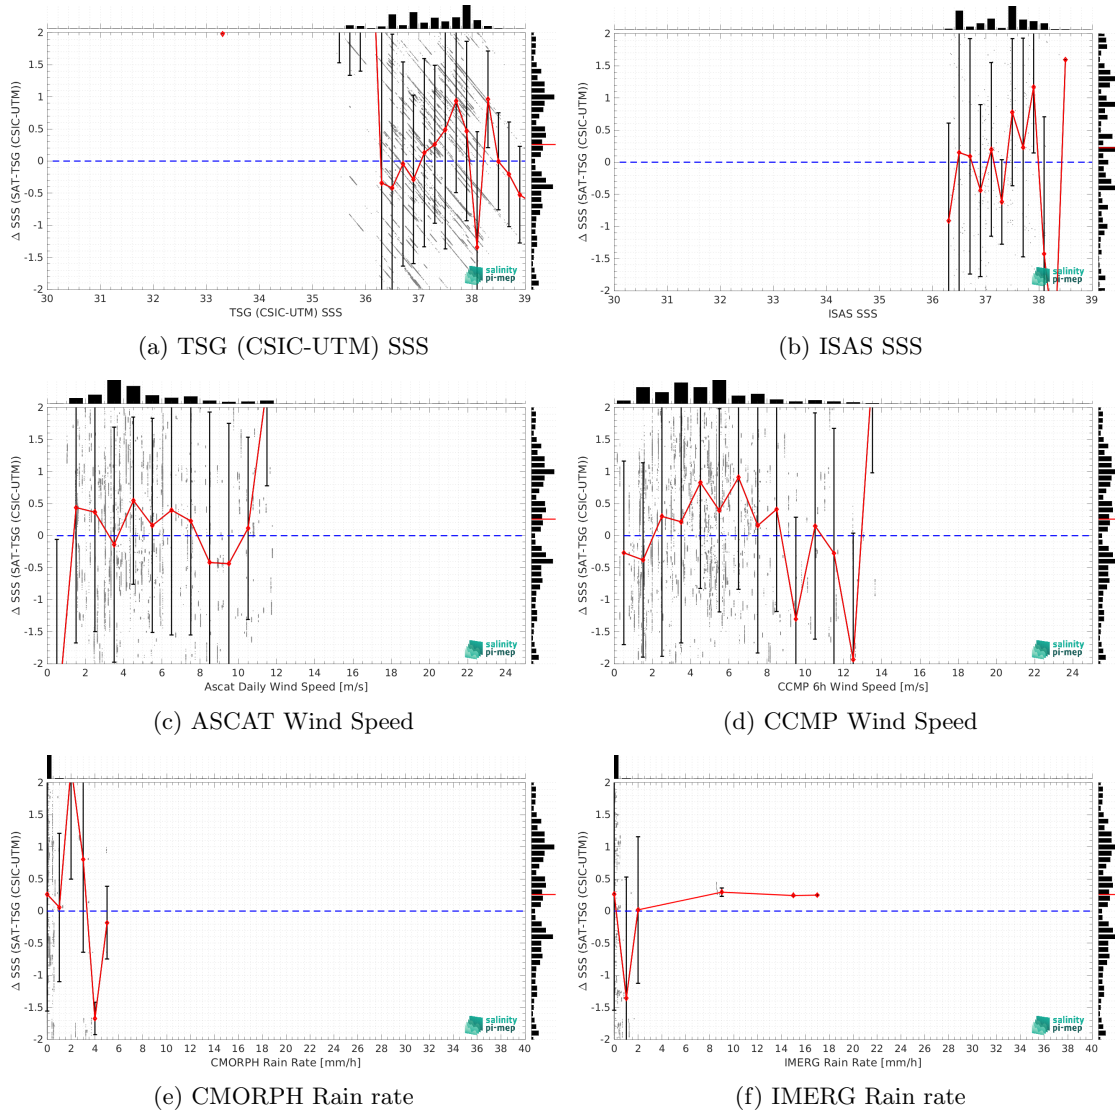 Δ SSS (SAT-TSG (CSIC-UTM))
2
1.5
1
0.5
0
-0.5
-1
-1.5
-2
30 31 32 33 34 35 36 37 38 39
TSG (CSIC-UTM) SSS
salinity
pi-mep
(a) TSG (CSIC-UTM) SSS
Δ SSS (SAT-TSG (CSIC-UTM))
2
1.5
1
0.5
0
-0.5
-1
-1.5
-2
30 31 32 33 34 35 36 37 38 39
ISAS SSS
salinity
pi-mep
(b) ISAS SSS
Δ SSS (SAT-TSG (CSIC-UTM))
2
1.5
1
0.5
0
-0.5
-1
-1.5
-2
0 2 4 6 8 10 12 14 16 18 20 22 24
Ascat Daily Wind Speed [m/s]
salinity
pi-mep
(c) ASCAT Wind Speed
Δ SSS (SAT-TSG (CSIC-UTM))
2
1.5
1
0.5
0
-0.5
-1
-1.5
-2
0 2 4 6 8 10 12 14 16 18 20 22 24
CCMP 6h Wind Speed [m/s]
salinity
pi-mep
(d) CCMP Wind Speed
Δ SSS (SAT-TSG (CSIC-UTM))
2
1.5
1
0.5
0
-0.5
-1
-1.5
-2
0 2 4 6 8 10 12 14 16 18 20 22 24 26 28 30 32 34 36 38 40
CMORPH Rain Rate [mm/h]
salinity
pi-mep
(e) CMORPH Rain rate
Δ SSS (SAT-TSG (CSIC-UTM))
2
1.5
1
0.5
0
-0.5
-1
-1.5
-2
0 2 4 6 8 10 12 14 16 18 20 22 24 26 28 30 32 34 36 38 40
IMERG Rain Rate [mm/h]
salinity
pi-mep
(f) IMERG Rain rate